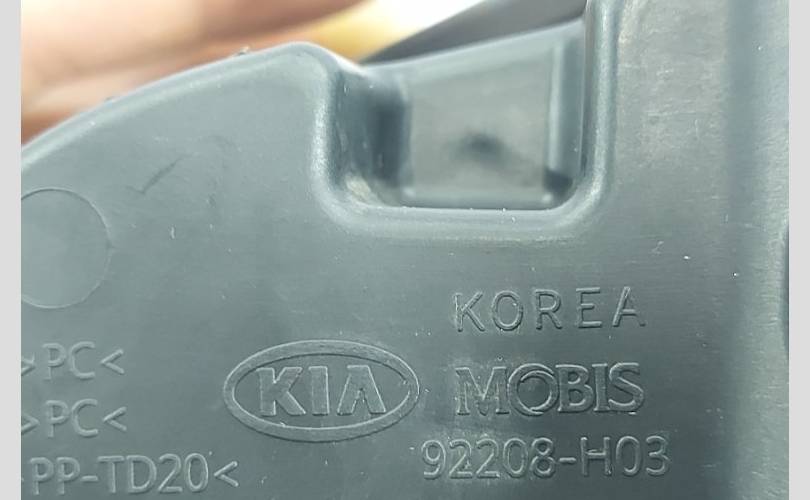 KOREA
>PC<
KIA MOBIS
>PC<
92208-H03
>PP-TD20<